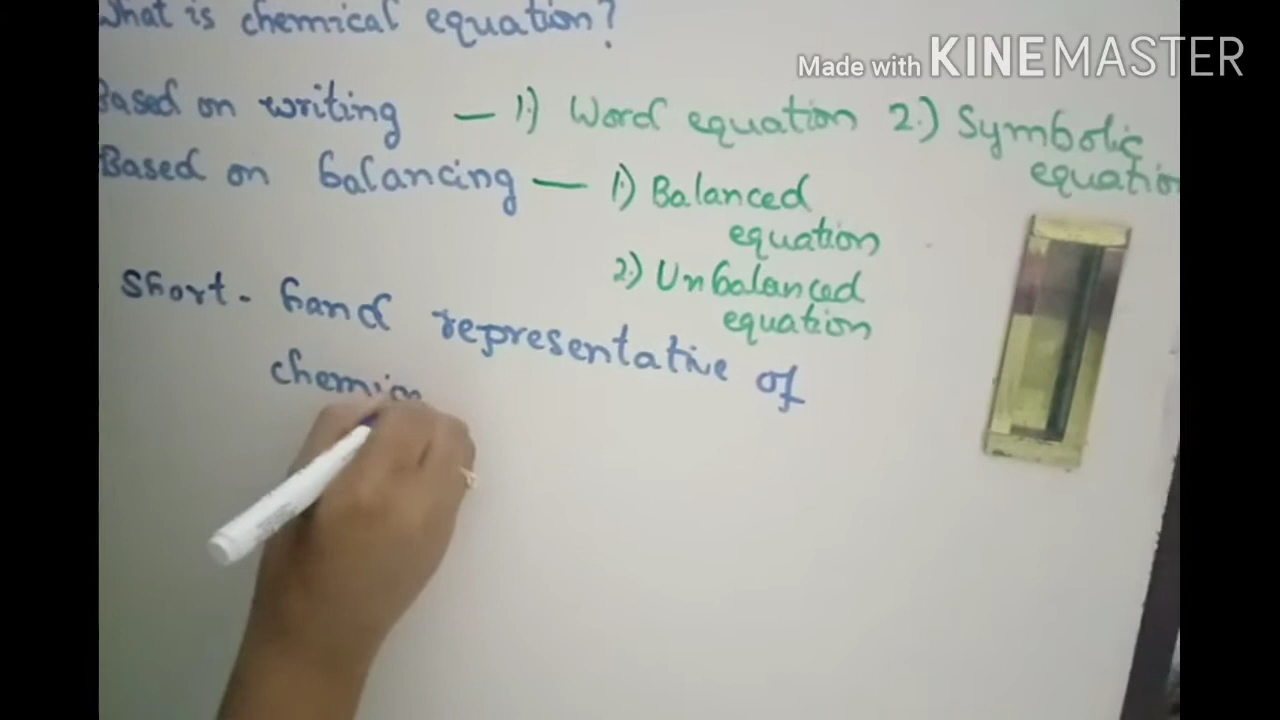 What is chemical equation?
Made with KINEMASTER
Based on writing — 1.) Word equation 2.) Symbolic
equation
Based on balancing — 1.) Balanced
equation
2.) Unbalanced
equation
Short - hand representative of
chemic